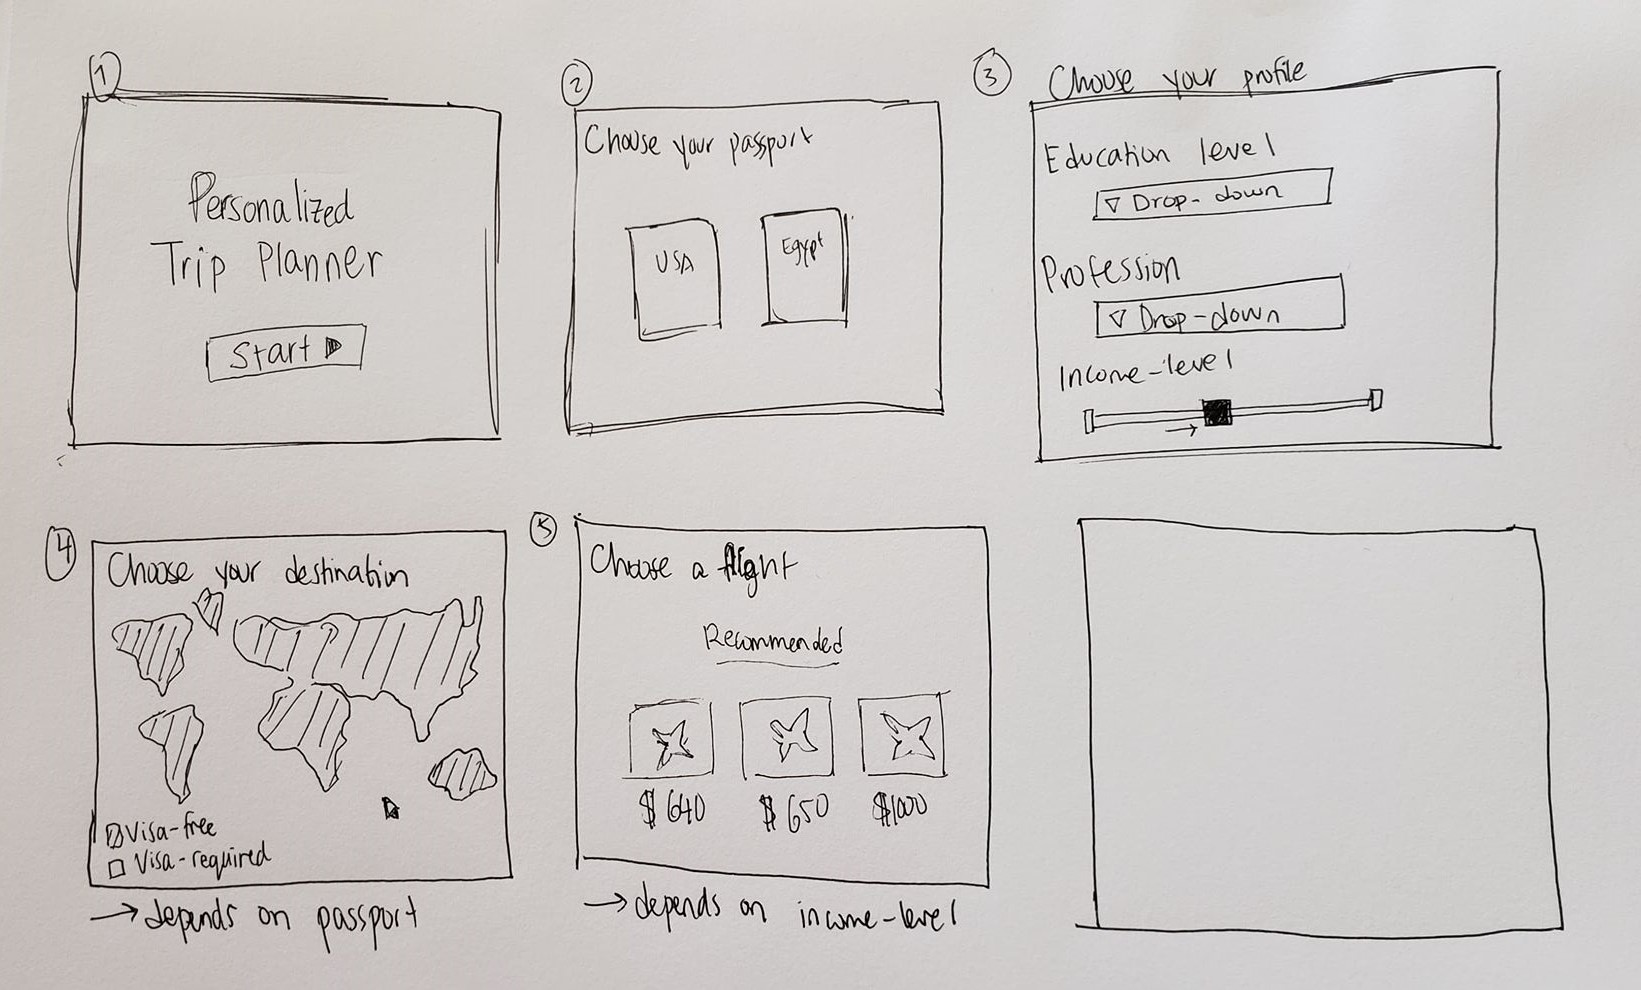 1
Personalized
Trip Planner
Start
2
Choose your passport
USA
Egypt
3
Choose your profile
Education level
Drop-down
Profession
Drop-down
Income-level
4
Choose your destination
Visa-free
Visa-required
→ depends on passport
5
Choose a flight
Recommended
$640
$650
$1000
→ depends on income-level